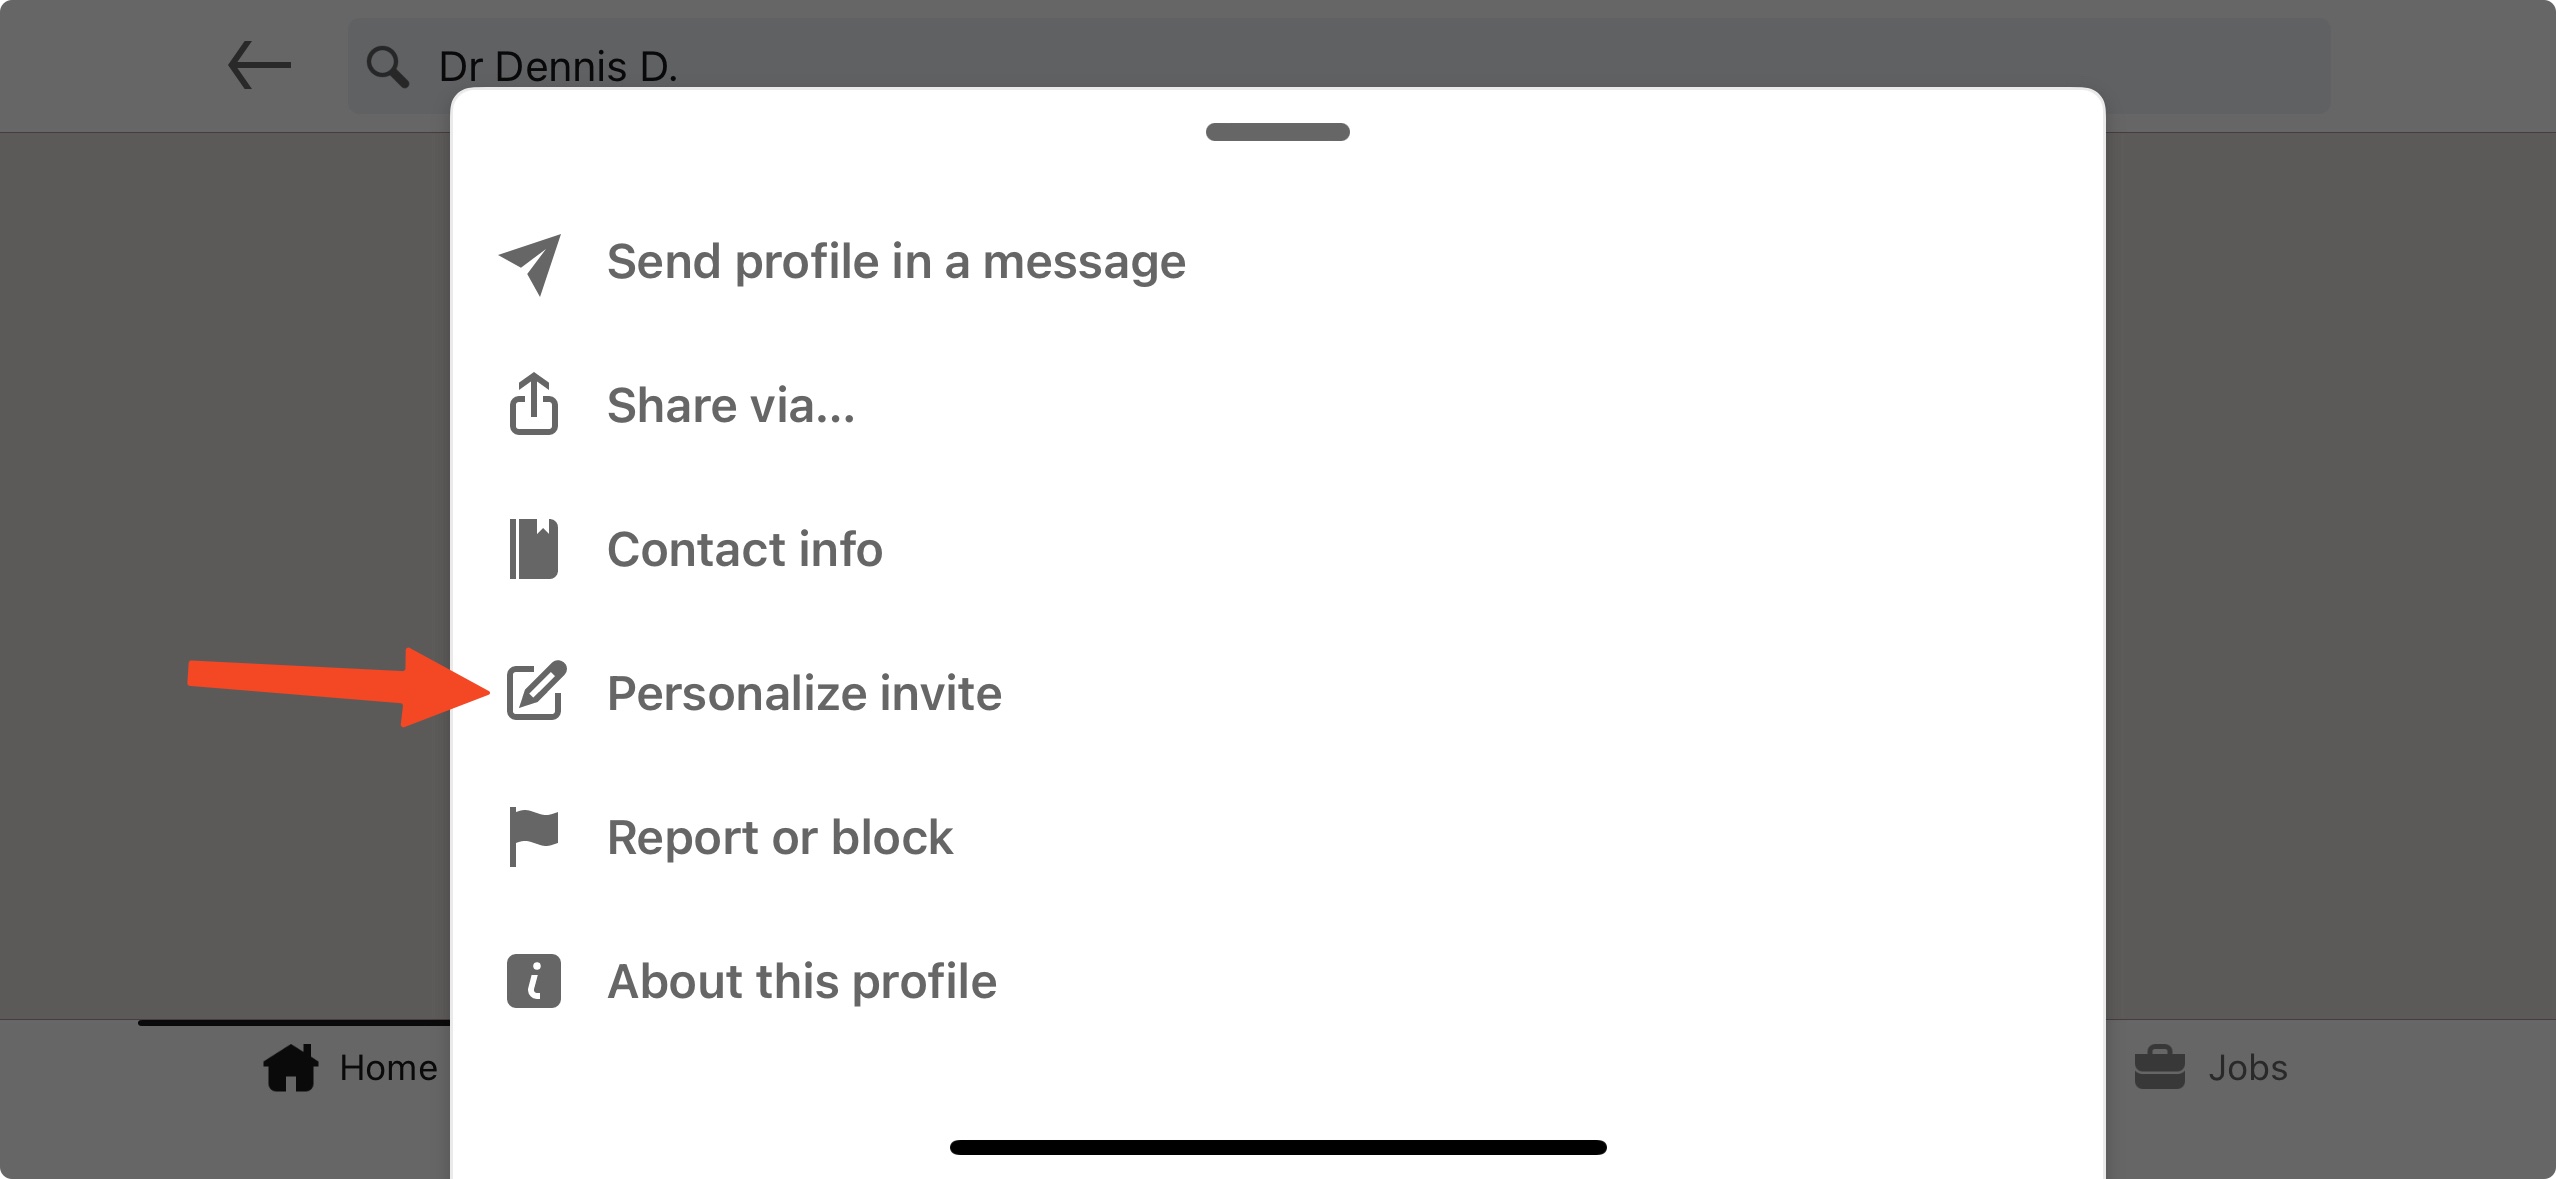 Dr Dennis D.
Send profile in a message
Share via...
Contact info
Personalize invite
Report or block
About this profile
Home
Jobs